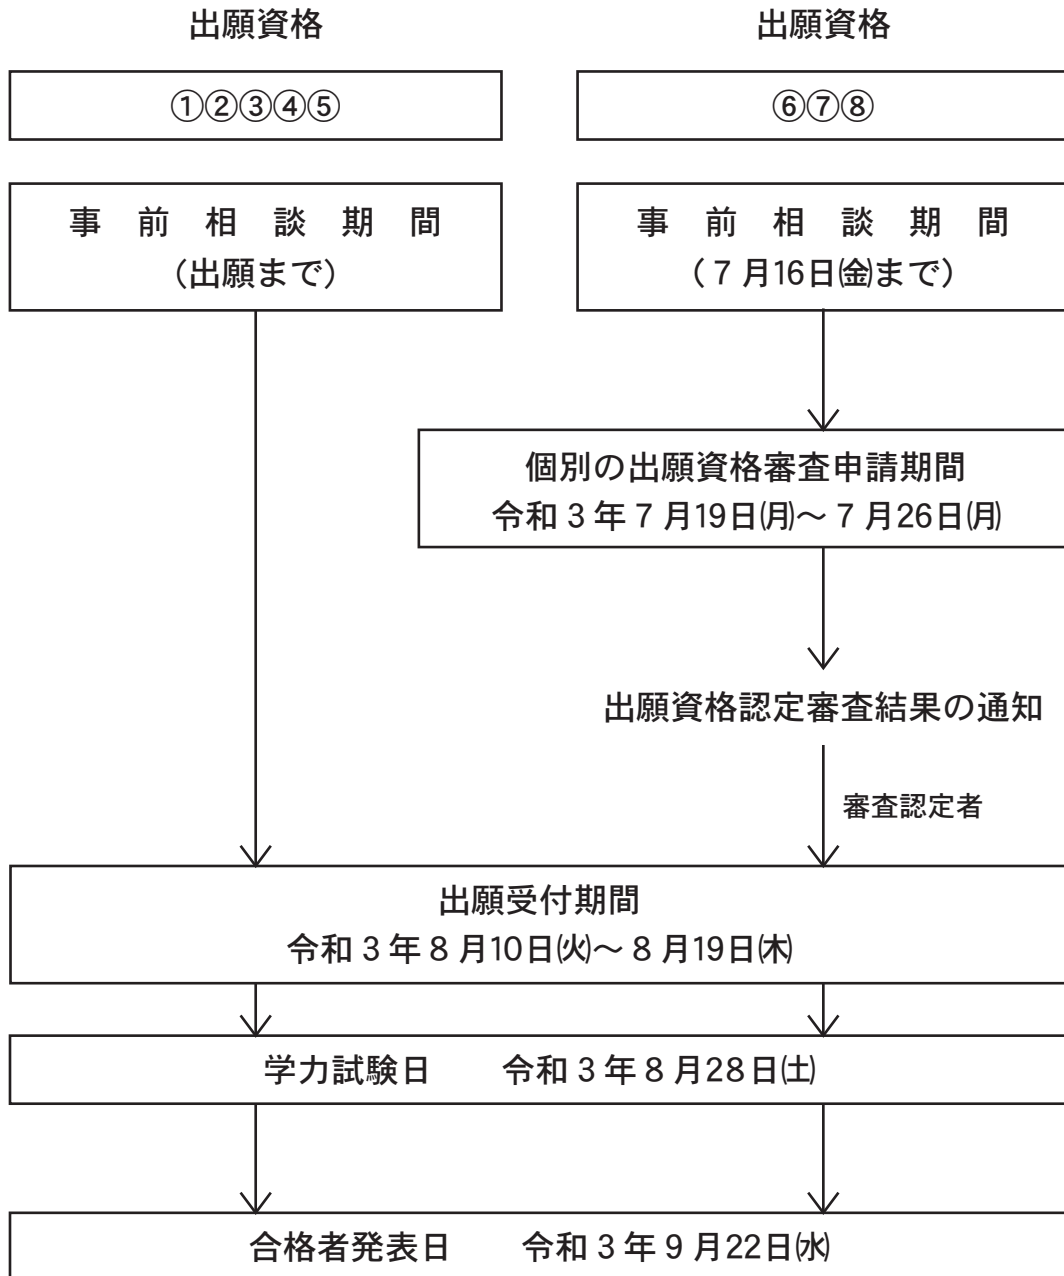 出願資格
①②③④⑤
事前相談期間
(出願まで)
出願資格
⑥⑦⑧
事前相談期間
(7月16日㈮まで)
個別の出願資格審査申請期間
令和3年7月19日㈪～7月26日㈪
出願資格認定審査結果の通知
審査認定者
出願受付期間
令和3年8月10日㈫～8月19日㈭
学力試験日 令和3年8月28日㈯
合格者発表日 令和3年9月22日㈬